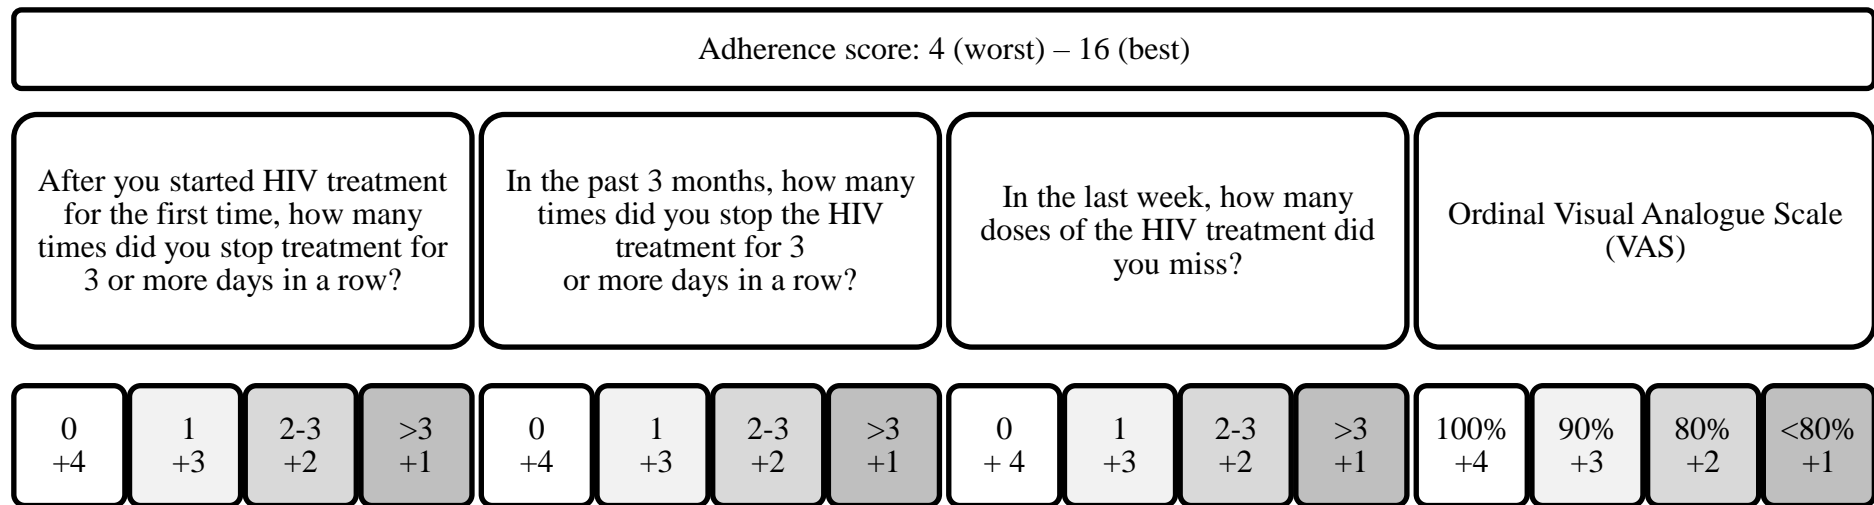 Adherence score: 4 (worst) – 16 (best)
After you started HIV treatment
for the first time, how many
times did you stop treatment for
3 or more days in a row?
In the past 3 months, how many
times did you stop the HIV
treatment for 3
or more days in a row?
In the last week, how many
doses of the HIV treatment did
you miss?
Ordinal Visual Analogue Scale
(VAS)
0
+4
1
+3
2-3
+2
>3
+1
0
+4
1
+3
2-3
+2
>3
+1
0
+ 4
1
+3
2-3
+2
>3
+1
100%
+4
90%
+3
80%
+2
<80%
+1